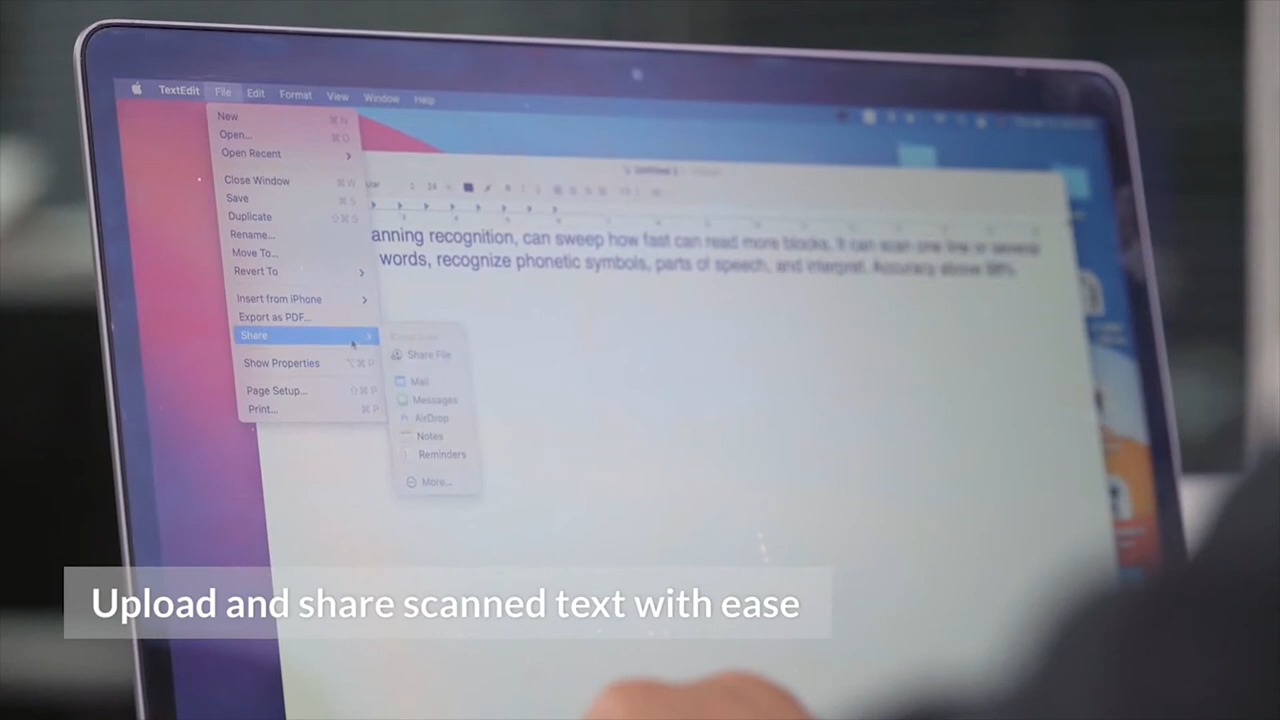 TextEdit File Edit Format View Window Help
New ⌘N
Open... ⌘O
Open Recent
Close Window ⌘W
Save ⌘S
Duplicate ⇧⌘S
Rename...
Move To...
Revert To
Insert from iPhone
Export as PDF...
Share
Show Properties ⌥⌘P
Page Setup... ⇧⌘P
Print... ⌘P
Share File
Mail
Messages
AirDrop
Notes
Reminders
More...
24
anning recognition, can sweep how fast can read more blocks, it can scan one line or several
words, recognize phonetic symbols, parts of speech, and interpret. Accuracy above 98%.
Upload and share scanned text with ease